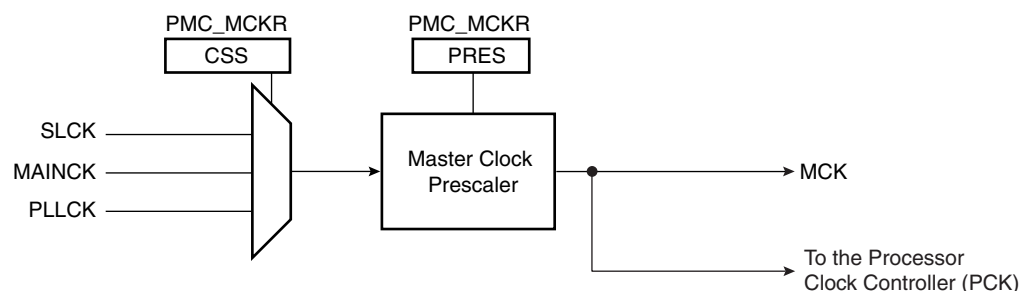 PMC_MCKR
PMC_MCKR
CSS
PRES
SLCK
MAINCK
PLLCK
Master Clock
Prescaler
MCK
To the Processor
Clock Controller (PCK)